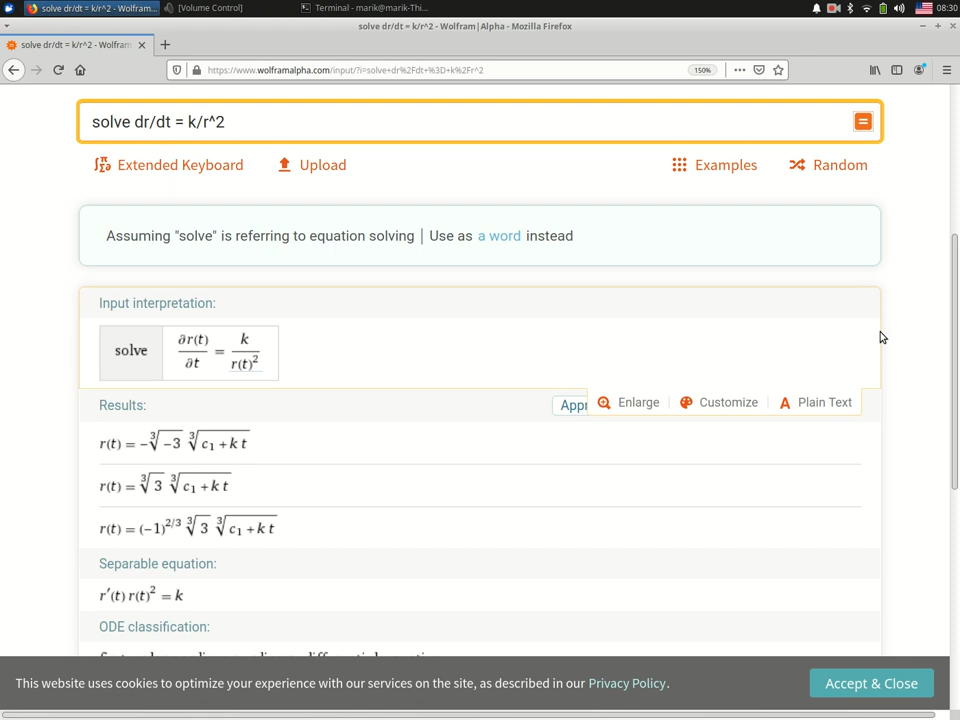 solve dr/dt = k/r^2 - Wolfram...
[Volume Control]
Terminal - marik@marik-Thi...
08:30
solve dr/dt = k/r^2 - Wolfram|Alpha - Mozilla Firefox
solve dr/dt = k/r^2 - Wolfram
https://www.wolframalpha.com/input/?i=solve+dr%2Fdt+%3D+k%2Fr^2
150%
solve dr/dt = k/r^2
Extended Keyboard
Upload
Examples
Random
Assuming "solve" is referring to equation solving | Use as a word instead
Input interpretation:
solve ∂r(t)/∂t = k/r(t)²
Results:
Appr
Enlarge
Customize
A Plain Text
r(t) = -∛-3 ∛c₁ + k t
r(t) = ∛3 ∛c₁ + k t
r(t) = (-1)^2/3 ∛3 ∛c₁ + k t
Separable equation:
r′(t) r(t)² = k
ODE classification:
This website uses cookies to optimize your experience with our services on the site, as described in our Privacy Policy.
Accept & Close